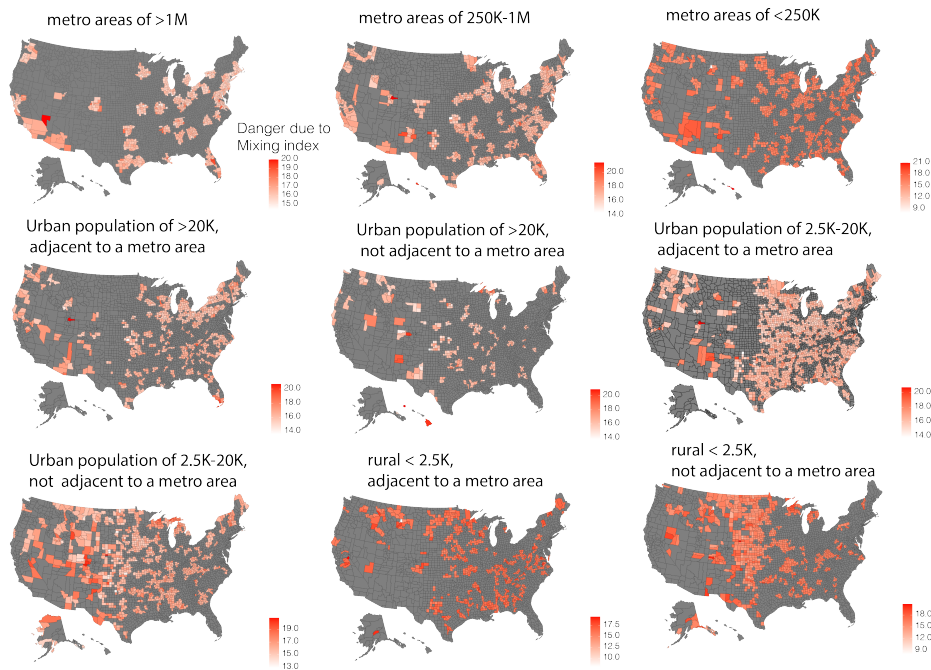 metro areas of >1M
metro areas of 250K-1M
metro areas of <250K
Danger due to
Mixing index
20.0
19.0
18.0
17.0
16.0
15.0
20.0
18.0
16.0
14.0
21.0
18.0
15.0
12.0
9.0
Urban population of >20K,
adjacent to a metro area
Urban population of >20K,
not adjacent to a metro area
Urban population of 2.5K-20K,
adjacent to a metro area
20.0
18.0
16.0
14.0
20.0
18.0
16.0
14.0
20.0
18.0
16.0
14.0
Urban population of 2.5K-20K,
not adjacent to a metro area
rural < 2.5K,
adjacent to a metro area
rural < 2.5K,
not adjacent to a metro area
19.0
17.0
15.0
13.0
17.5
15.0
12.5
10.0
18.0
15.0
12.0
9.0